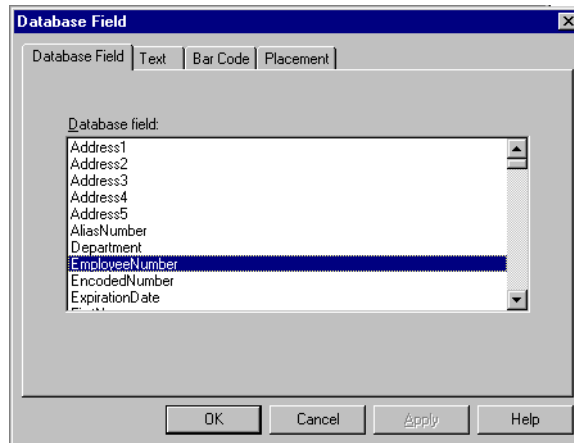 Database Field
Database Field Text Bar Code Placement
Database field:
Address1
Address2
Address3
Address4
Address5
AliasNumber
Department
EmployeeNumber
EncodedNumber
ExpirationDate
OK Cancel Apply Help